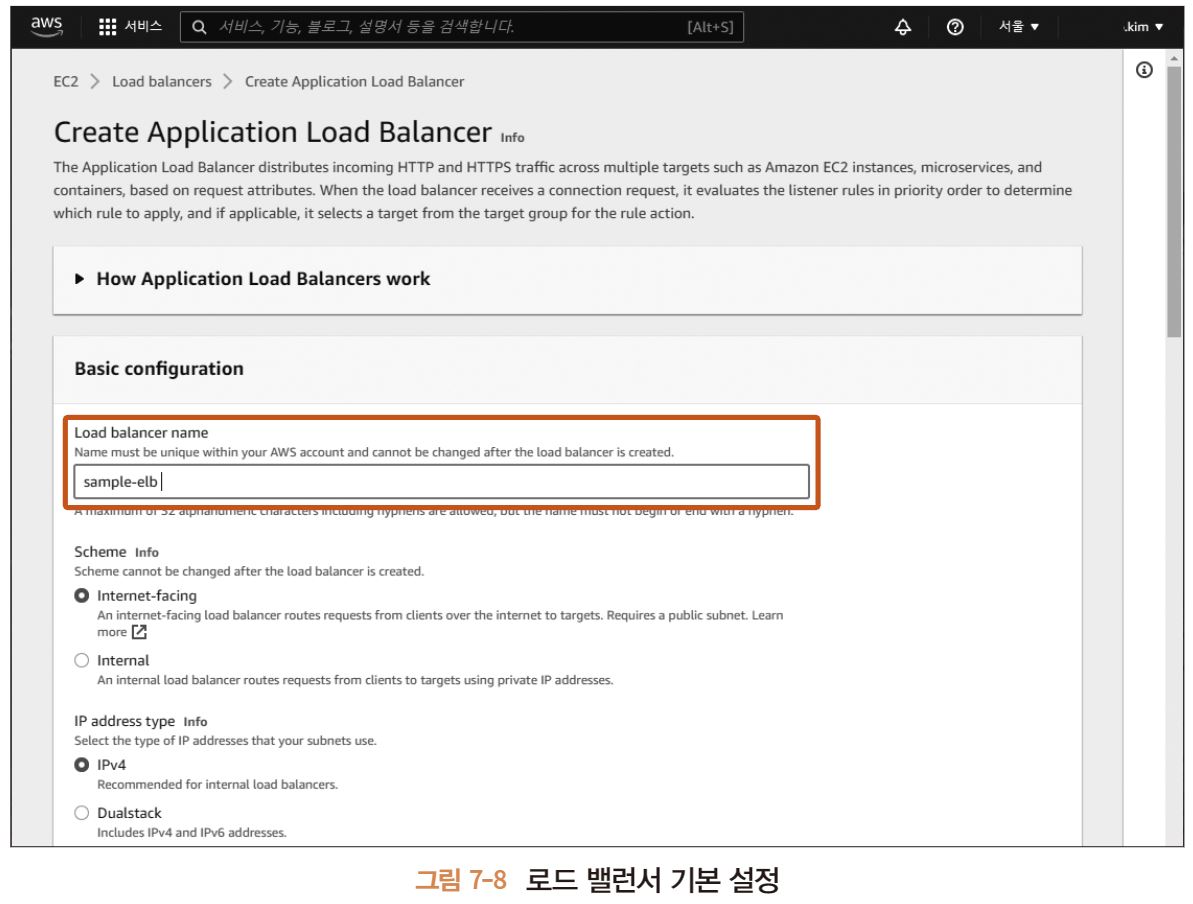 aws 서비스 서비스, 기능, 블로그, 설명서 등을 검색합니다. [Alt+S] 서울 ▼ .kim ▼
EC2 > Load balancers > Create Application Load Balancer
Create Application Load Balancer Info
The Application Load Balancer distributes incoming HTTP and HTTPS traffic across multiple targets such as Amazon EC2 instances, microservices, and
containers, based on request attributes. When the load balancer receives a connection request, it evaluates the listener rules in priority order to determine
which rule to apply, and if applicable, it selects a target from the target group for the rule action.
How Application Load Balancers work
Basic configuration
Load balancer name
Name must be unique within your AWS account and cannot be changed after the load balancer is created.
sample-elb
A maximum of 32 alphanumeric characters including hyphens are allowed, but the name must not begin or end with a hyphen.
Scheme Info
Scheme cannot be changed after the load balancer is created.
Internet-facing
An internet-facing load balancer routes requests from clients over the internet to targets. Requires a public subnet. Learn
more
Internal
An internal load balancer routes requests from clients to targets using private IP addresses.
IP address type Info
Select the type of IP addresses that your subnets use.
IPv4
Recommended for internal load balancers.
Dualstack
Includes IPv4 and IPv6 addresses.
그림 7-8 로드 밸런서 기본 설정